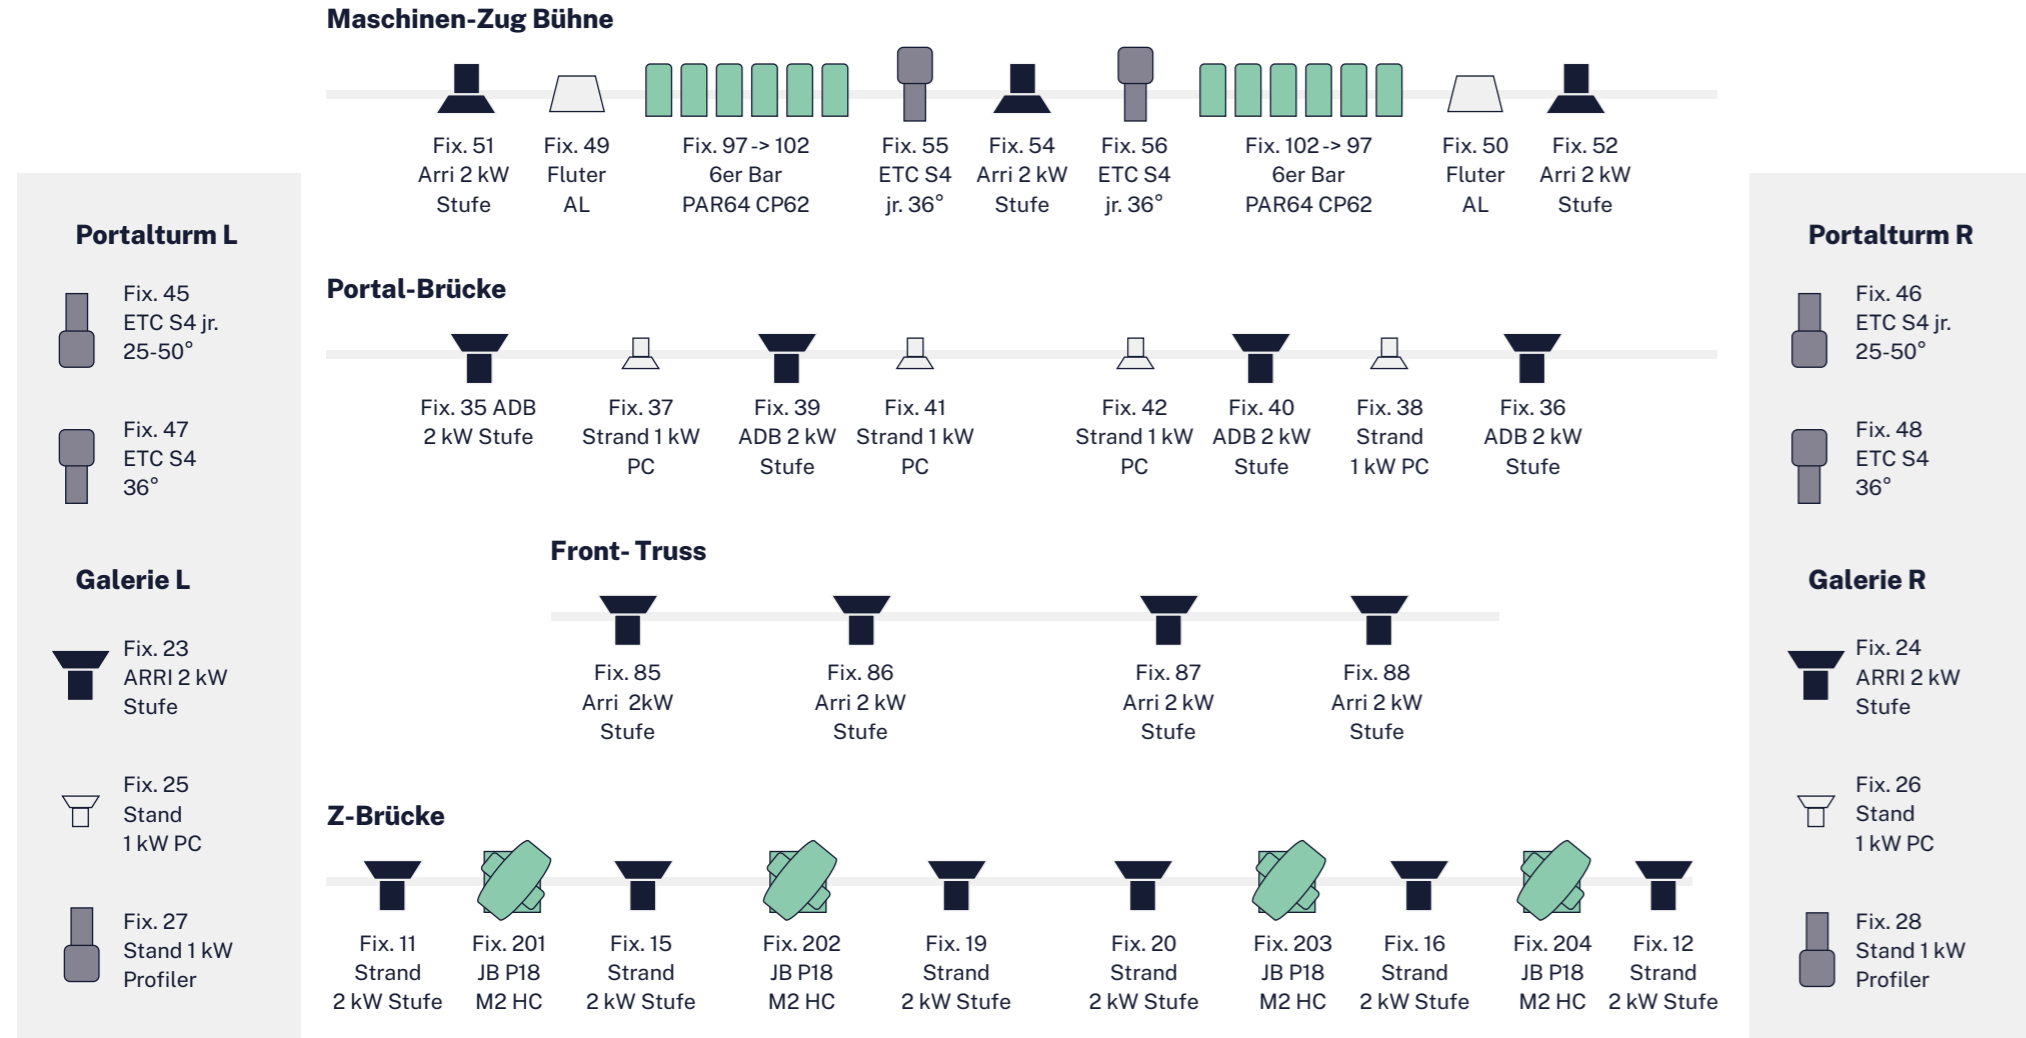 Maschinen-Zug Bühne
Fix. 51
Arri 2 kW
Stufe
Fix. 49
Fluter
AL
Fix. 97 -> 102
6er Bar
PAR64 CP62
Fix. 55
ETC S4
jr. 36°
Fix. 54
Arri 2 kW
Stufe
Fix. 56
ETC S4
jr. 36°
Fix. 102 -> 97
6er Bar
PAR64 CP62
Fix. 50
Fluter
AL
Fix. 52
Arri 2 kW
Stufe
Portalturm L
Fix. 45
ETC S4 jr.
25-50°
Fix. 47
ETC S4
36°
Galerie L
Fix. 23
ARRI 2 kW
Stufe
Fix. 25
Stand
1 kW PC
Fix. 27
Stand 1 kW
Profiler
Portal-Brücke
Fix. 35 ADB
2 kW Stufe
Fix. 37
Strand 1 kW
PC
Fix. 39
ADB 2 kW
Stufe
Fix. 41
Strand 1 kW
PC
Fix. 42
Strand 1 kW
PC
Fix. 40
ADB 2 kW
Stufe
Fix. 38
Strand
1 kW PC
Fix. 36
ADB 2 kW
Stufe
Front- Truss
Fix. 85
Arri  2kW
Stufe
Fix. 86
Arri 2 kW
Stufe
Fix. 87
Arri 2 kW
Stufe
Fix. 88
Arri 2 kW
Stufe
Z-Brücke
Fix. 11
Strand
2 kW Stufe
Fix. 201
JB P18
M2 HC
Fix. 15
Strand
2 kW Stufe
Fix. 202
JB P18
M2 HC
Fix. 19
Strand
2 kW Stufe
Fix. 20
Strand
2 kW Stufe
Fix. 203
JB P18
M2 HC
Fix. 16
Strand
2 kW Stufe
Fix. 204
JB P18
M2 HC
Fix. 12
Strand
2 kW Stufe
Portalturm R
Fix. 46
ETC S4 jr.
25-50°
Fix. 48
ETC S4
36°
Galerie R
Fix. 24
ARRI 2 kW
Stufe
Fix. 26
Stand
1 kW PC
Fix. 28
Stand 1 kW
Profiler